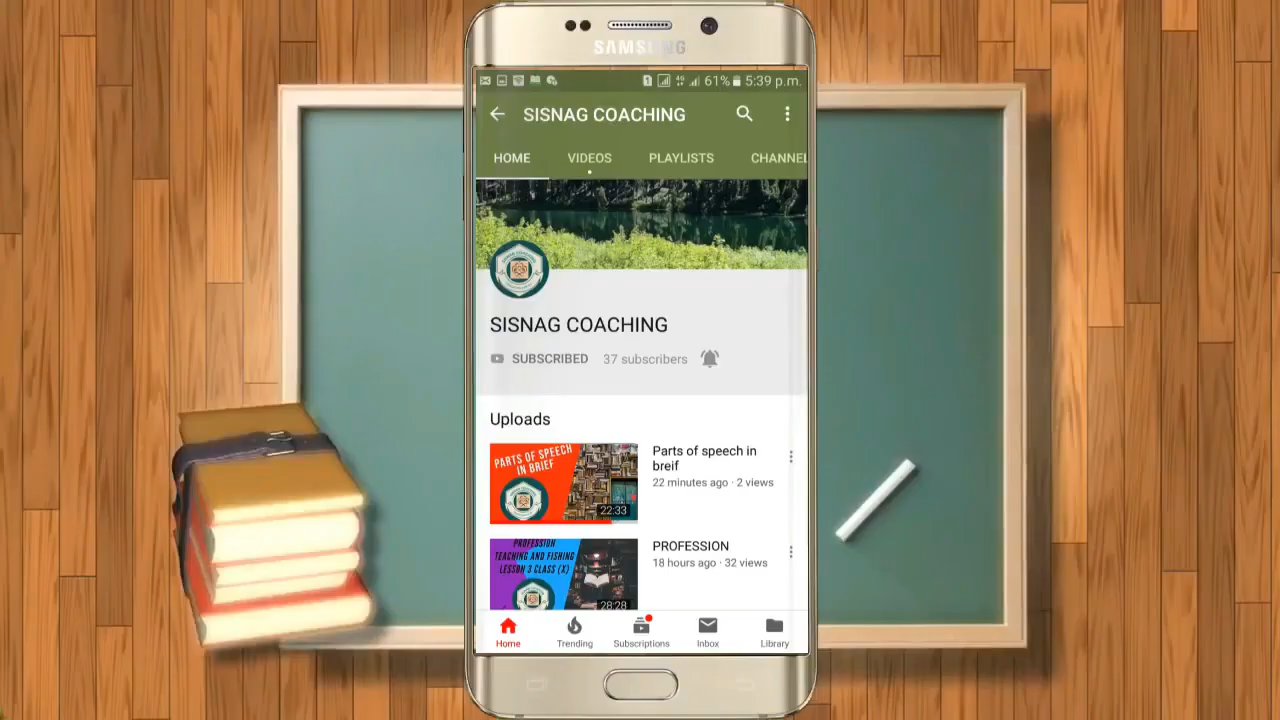 SAMSUNG
4G 61% 5:39 p.m.
SISNAG COACHING
HOME VIDEOS PLAYLISTS CHANNEL
SISNAG COACHING
SUBSCRIBED 37 subscribers
Uploads
PARTS OF SPEECH
IN BRIEF
22:33
Parts of speech in
breif
22 minutes ago · 2 views
PROFESSION
TEACHING AND FISHING
LESSON 3 CLASS (X)
28:28
PROFESSION
18 hours ago · 32 views
Home Trending Subscriptions Inbox Library